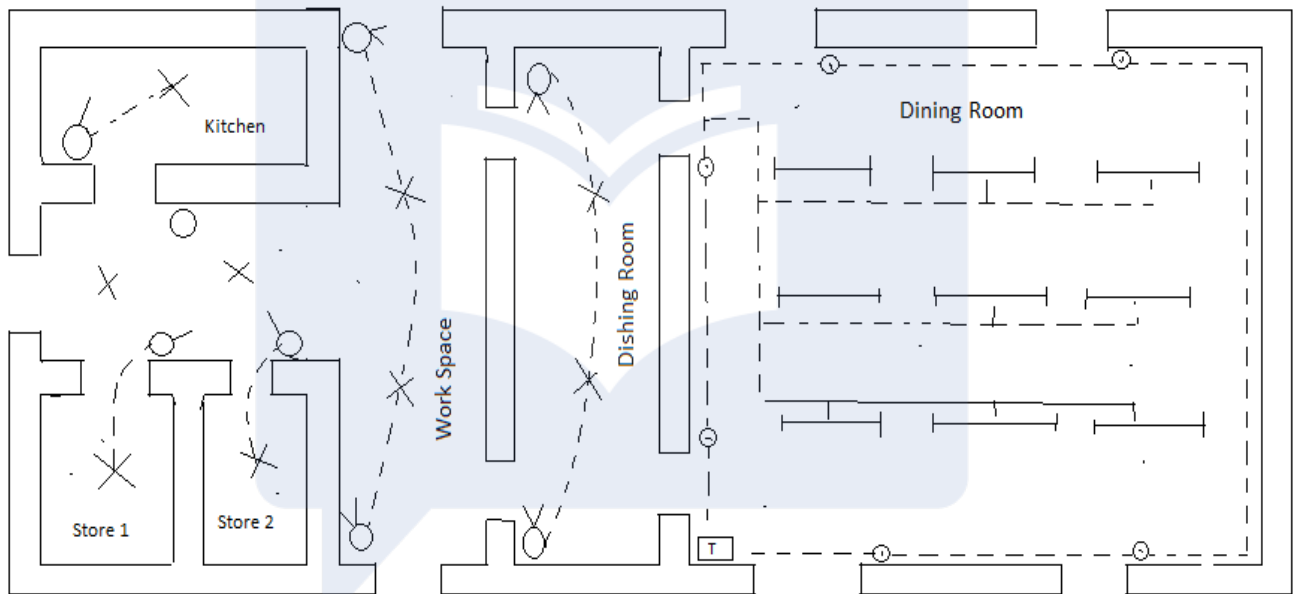 Dining Room
Kitchen
Dishing Room
Work Space
Store 1
Store 2
T